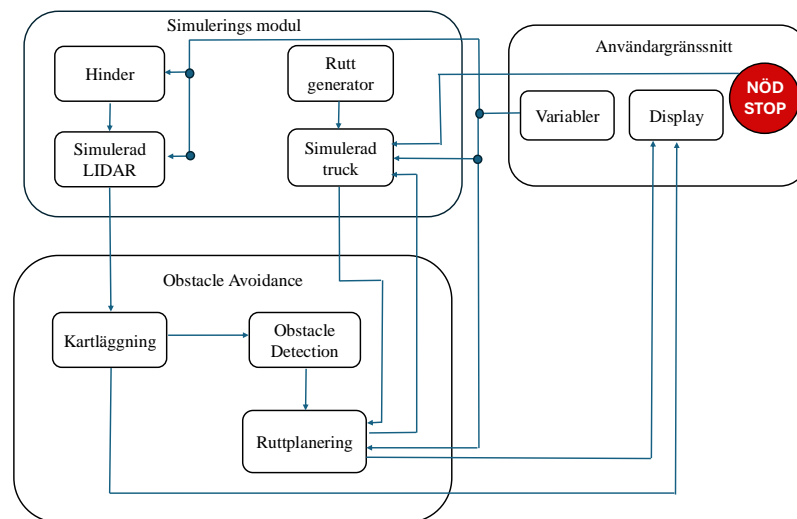 Simulerings modul
Hinder
Rutt
generator
Simulerad
LIDAR
Simulerad
truck
Användargränssnitt
Variabler
Display
NÖD
STOP
Obstacle Avoidance
Kartläggning
Obstacle
Detection
Ruttplanering